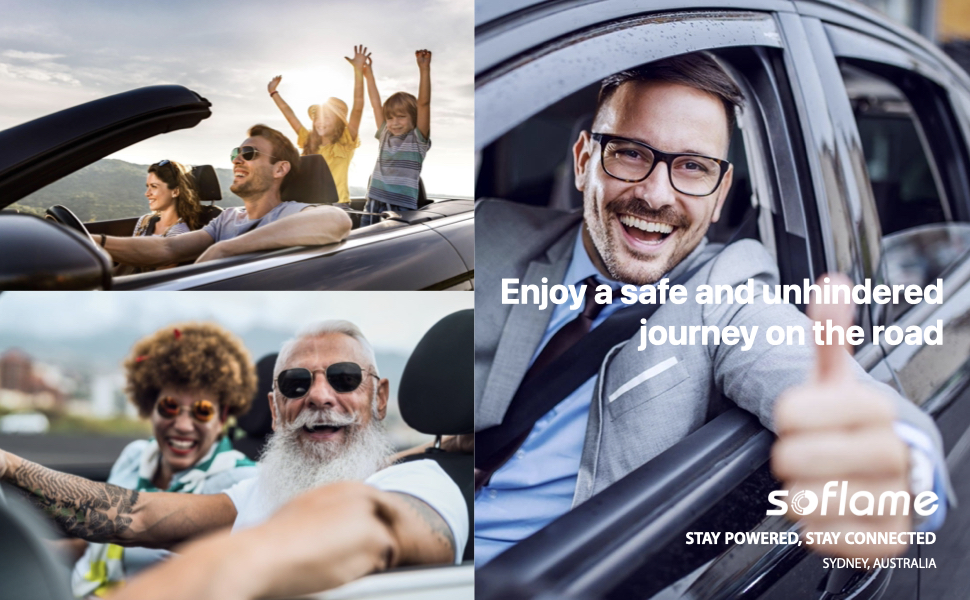 Enjoy a safe and unhindered
journey on the road
soflame
STAY POWERED, STAY CONNECTED
SYDNEY, AUSTRALIA